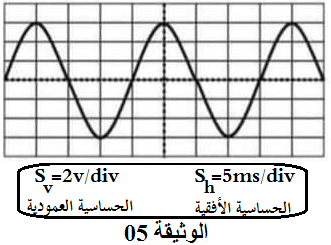 Sv=2v/div Sh=5ms/div
الحساسية العمودية الحساسية الأفقية
الوثيقة 05